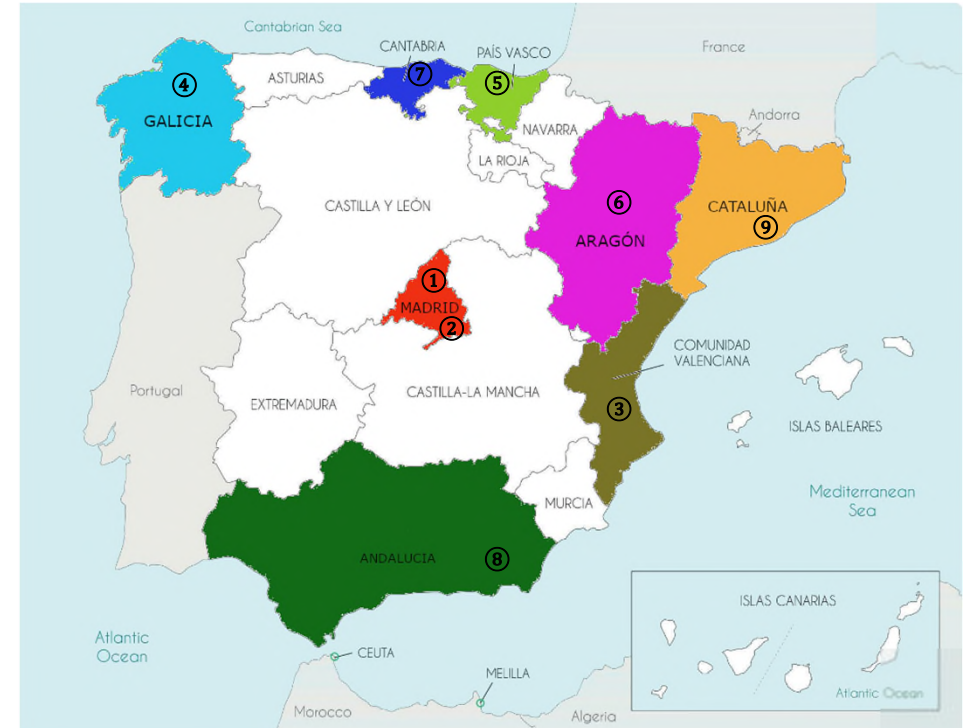 Cantabrian Sea
CANTABRIA
PAÍS VASCO
France
④
ASTURIAS
⑦
⑤
GALICIA
NAVARRA
Andorra
LA RIOJA
CASTILLA Y LEÓN
⑥
CATALUÑA
⑨
ARAGÓN
①
MADRID
②
COMUNIDAD
VALENCIANA
Portugal
EXTREMADURA
CASTILLA-LA MANCHA
③
ISLAS BALEARES
Mediterranean
Sea
MURCIA
ANDALUCIA
⑧
ISLAS CANARIAS
Atlantic
Ocean
CEUTA
MELILLA
Atlantic Ocean
Morocco
Algeria